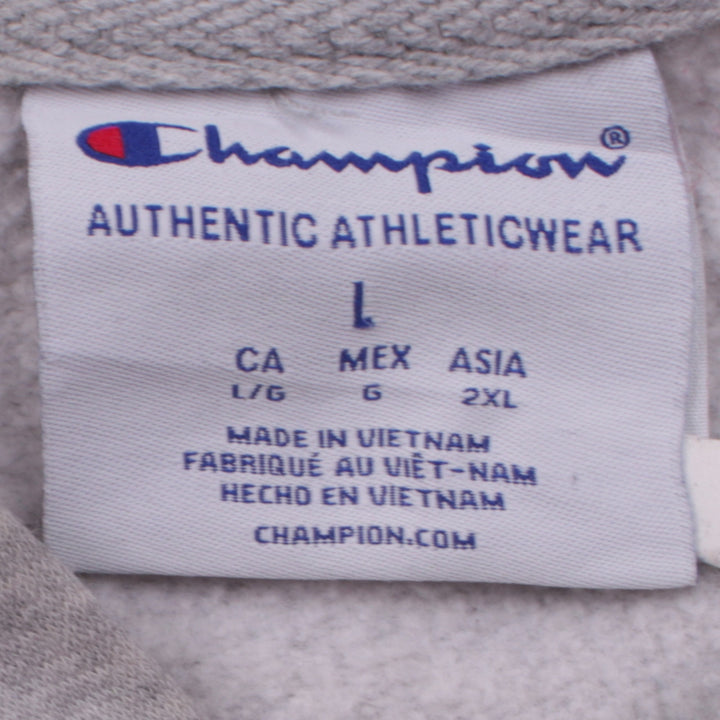 Champion®
AUTHENTIC ATHLETICWEAR
L
CA MEX ASIA
L/G G 2XL
MADE IN VIETNAM
FABRIQUÉ AU VIÊT-NAM
HECHO EN VIETNAM
CHAMPION.COM